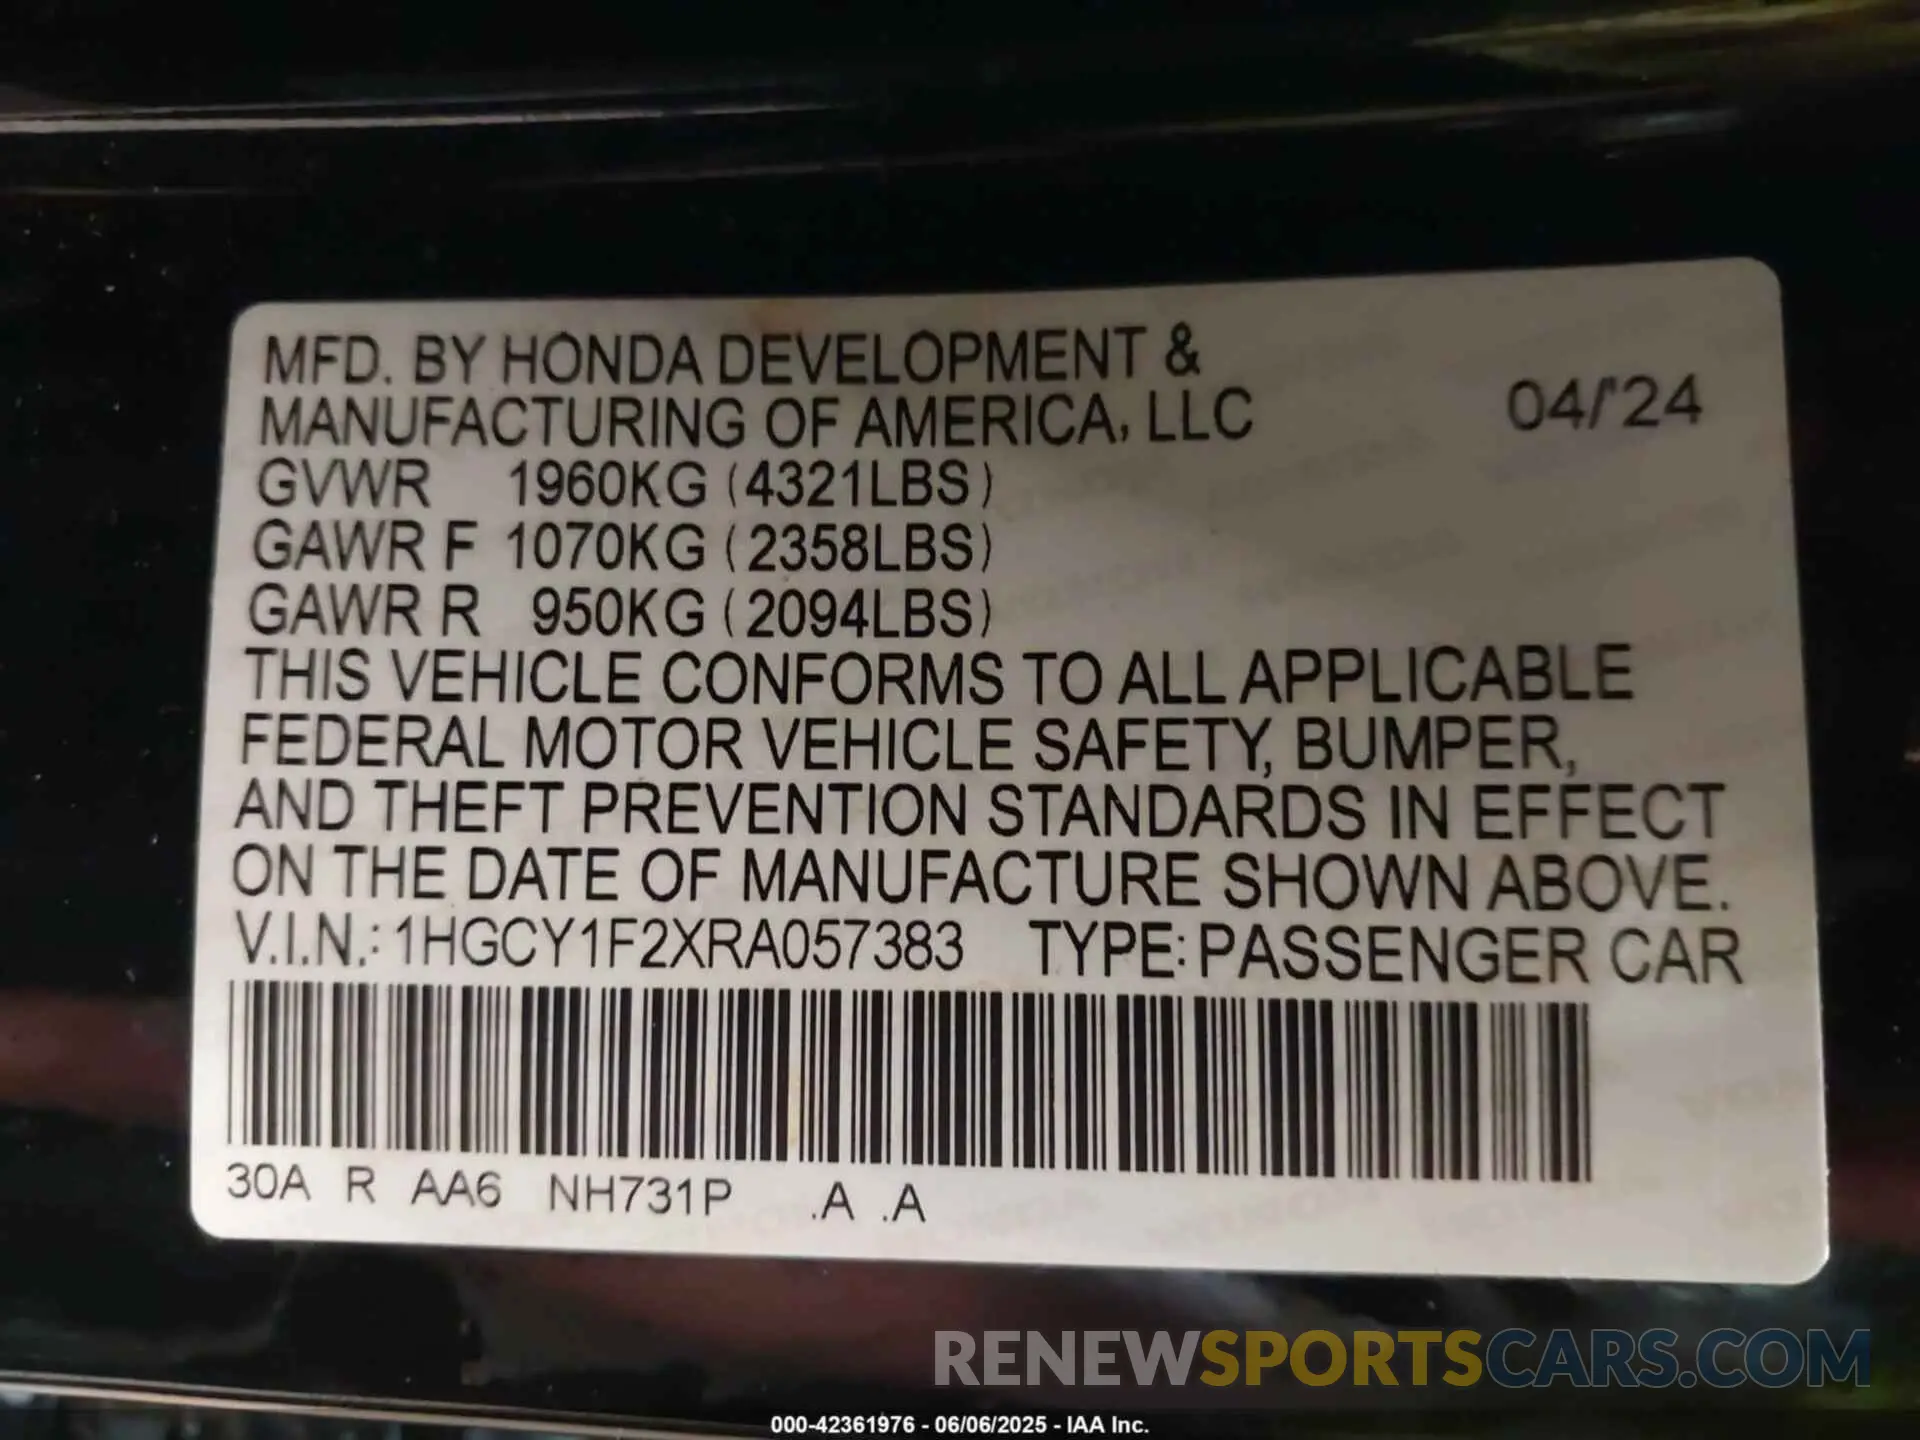 MFD. BY HONDA DEVELOPMENT &
MANUFACTURING OF AMERICA, LLC 04/'24
GVWR 1960KG (4321LBS)
GAWR F 1070KG (2358LBS)
GAWR R 950KG (2094LBS)
THIS VEHICLE CONFORMS TO ALL APPLICABLE
FEDERAL MOTOR VEHICLE SAFETY, BUMPER,
AND THEFT PREVENTION STANDARDS IN EFFECT
ON THE DATE OF MANUFACTURE SHOWN ABOVE.
V.I.N.: 1HGCY1F2XRA057383 TYPE: PASSENGER CAR
30A R AA6 NH731P .A .A
RENEWSPORTSCARS.COM
000-42361976 - 06/06/2025 - IAA Inc.